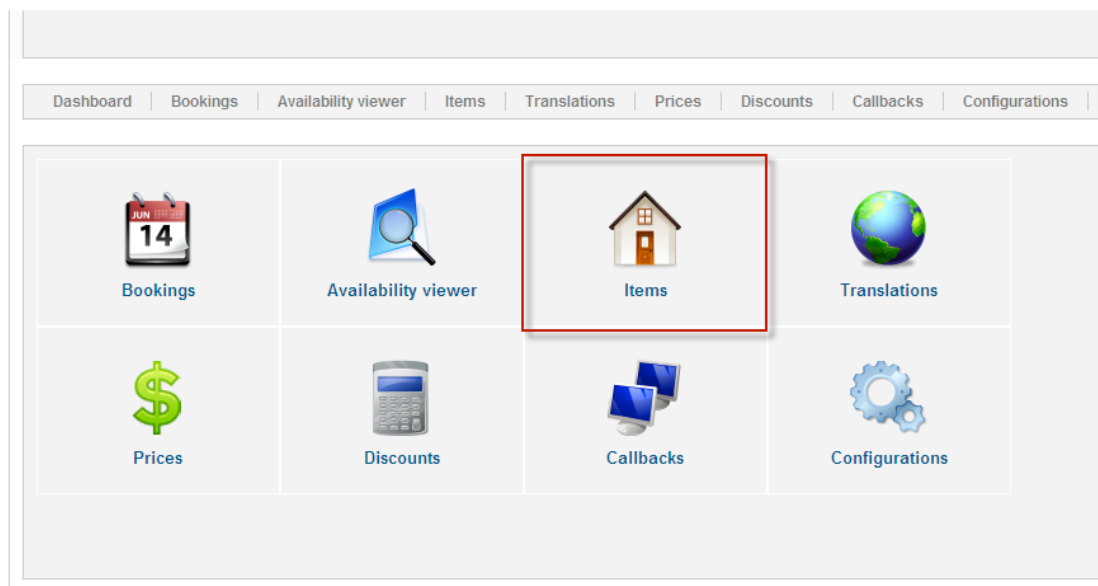 Dashboard Bookings Availability viewer Items Translations Prices Discounts Callbacks Configurations
JUN
14
Bookings Availability viewer Items Translations
Prices Discounts Callbacks Configurations